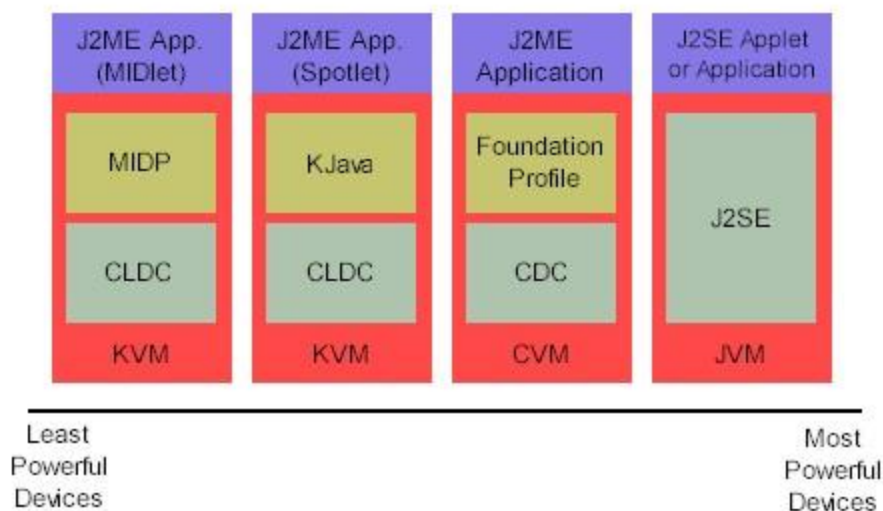 J2ME App.
(MIDlet)
MIDP
CLDC
KVM
J2ME App.
(Spotlet)
KJava
CLDC
KVM
J2ME
Application
Foundation
Profile
CDC
CVM
J2SE Applet
or Application
J2SE
JVM
Least
Powerful
Devices
Most
Powerful
Devices